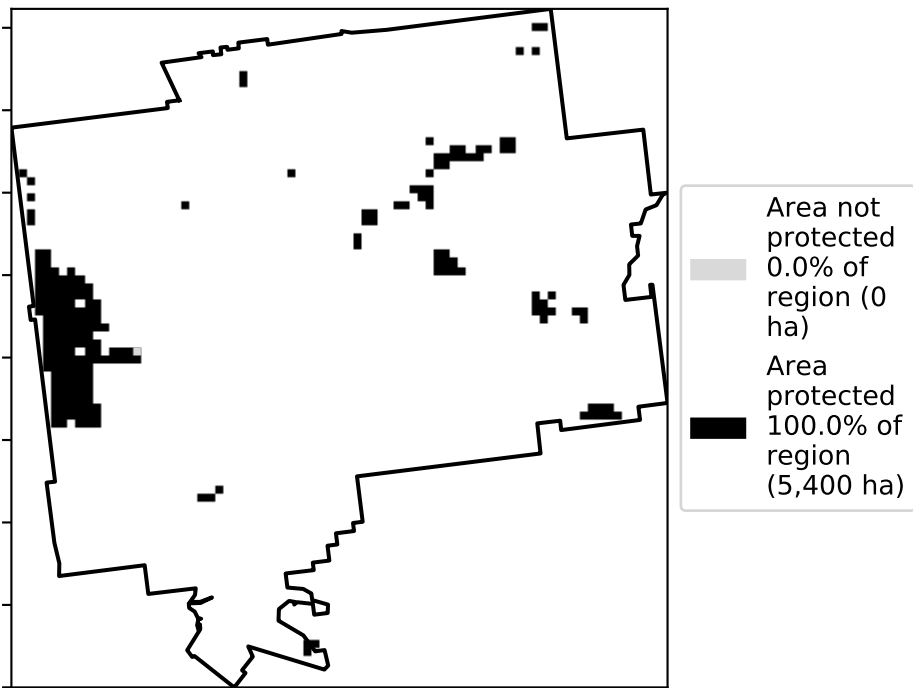 Area not
protected
0.0% of
region (0
ha)
Area
protected
100.0% of
region
(5,400 ha)